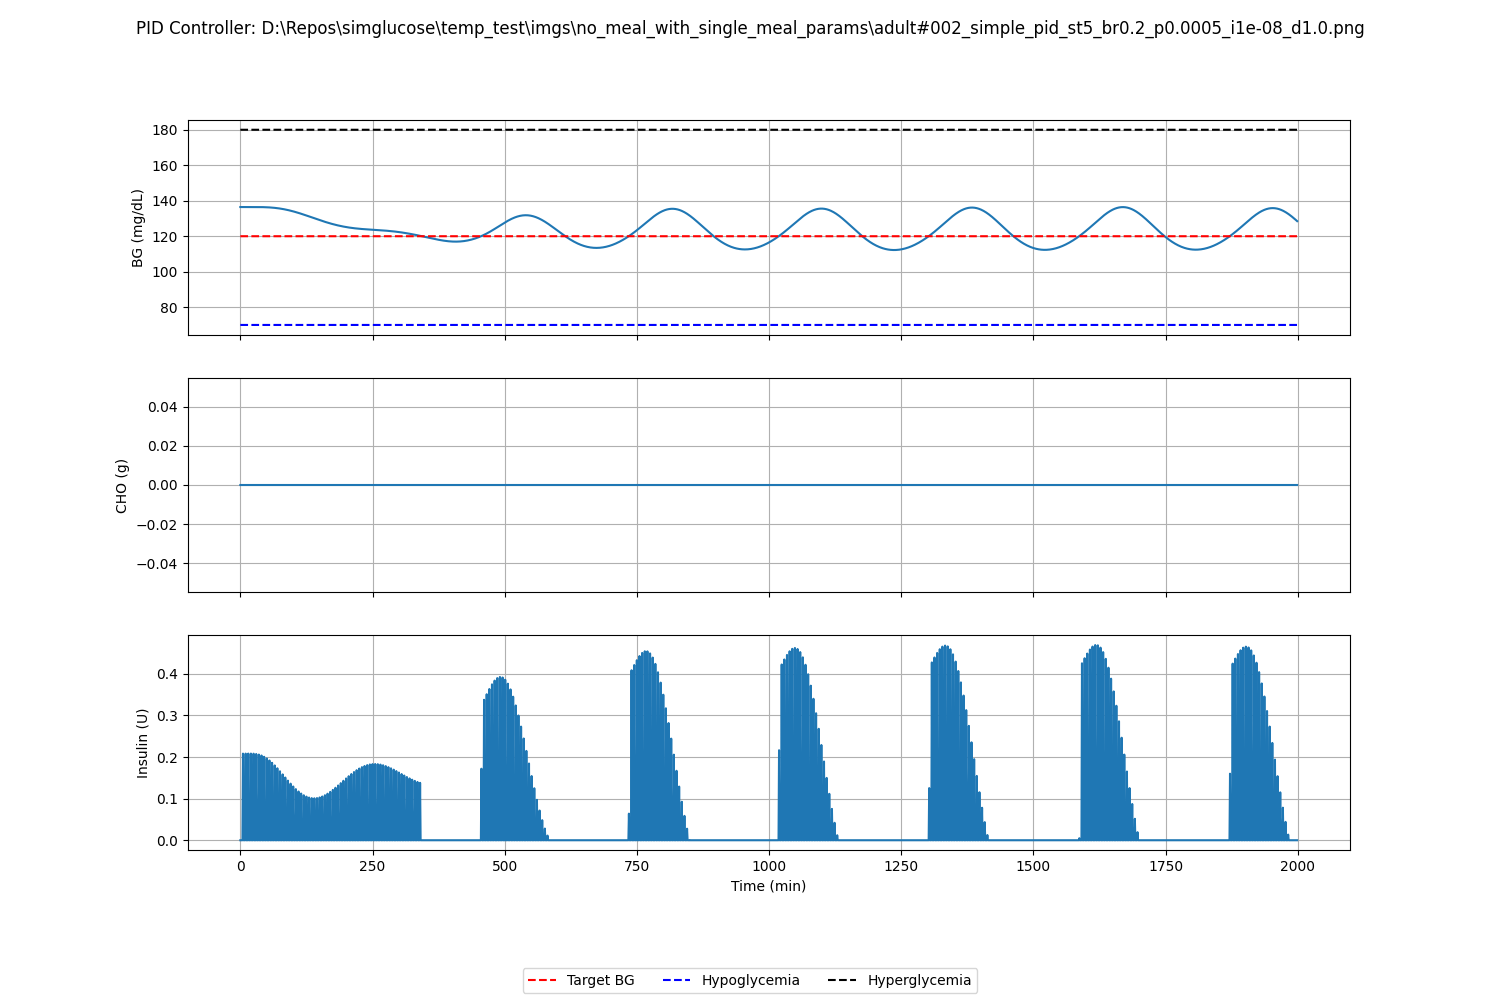 PID Controller: D:\Repos\simglucose\temp_test\imgs\no_meal_with_single_meal_params\adult#002_simple_pid_st5_br0.2_p0.0005_i1e-08_d1.0.png
180
160
140
120
100
80
BG (mg/dL)
0.04
0.02
0.00
−0.02
−0.04
CHO (g)
0.4
0.3
0.2
0.1
0.0
Insulin (U)
0 250 500 750 1000 1250 1500 1750 2000
Time (min)
Target BG Hypoglycemia Hyperglycemia